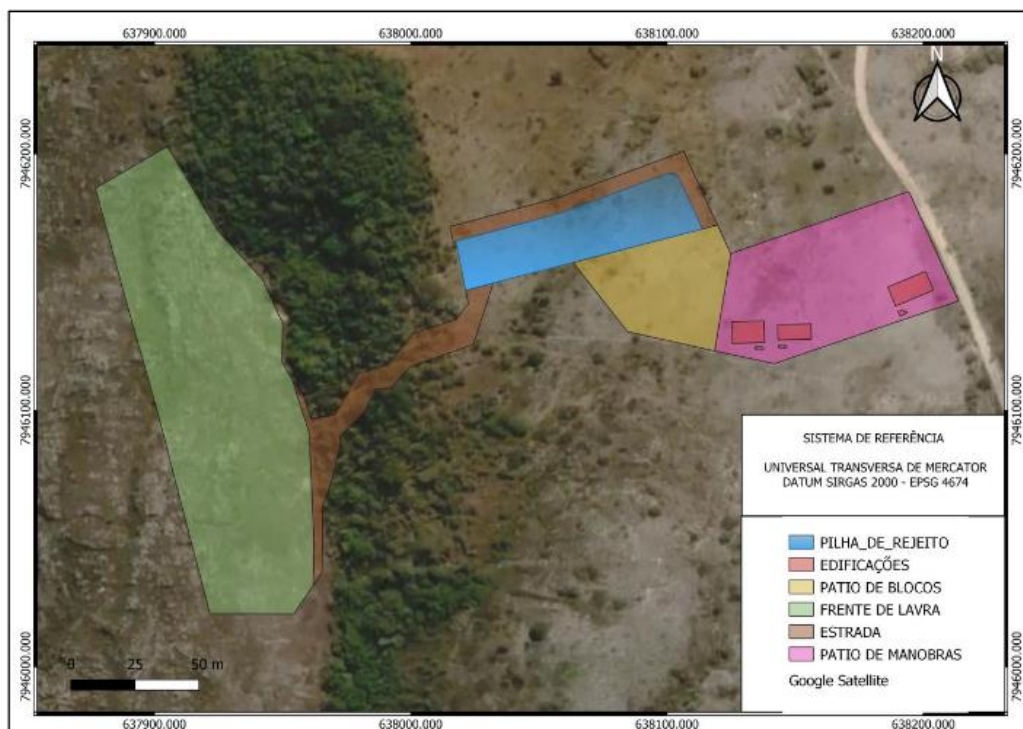 637900.000
638000.000
638100.000
638200.000
N
7946200.000
7946200.000
7946100.000
7946100.000
SISTEMA DE REFERÊNCIA
UNIVERSAL TRANSVERSA DE MERCATOR
DATUM SIRGAS 2000 - EPSG 4674
PILHA_DE_REJEITO
EDIFICAÇÕES
PATIO DE BLOCOS
FRENTE DE LAVRA
ESTRADA
PATIO DE MANOBRAS
Google Satellite
0 25 50 m
7946000.000
7946000.000
637900.000
638000.000
638100.000
638200.000